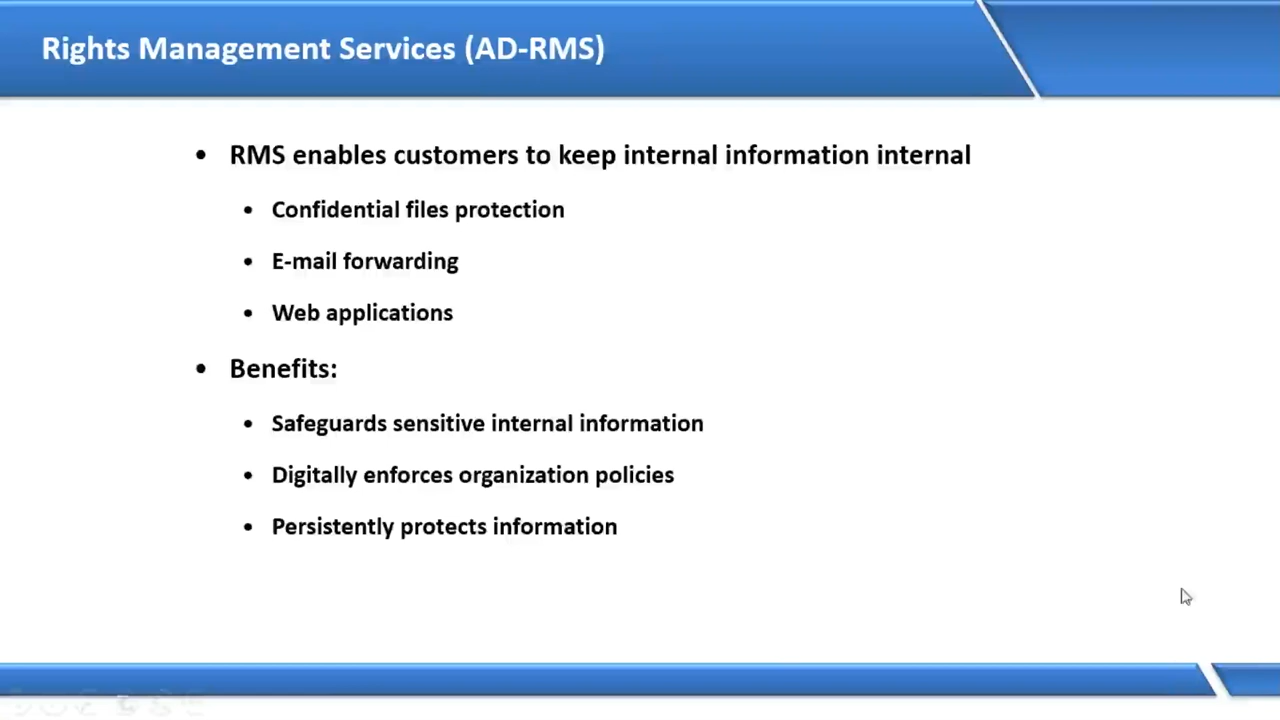 Rights Management Services (AD-RMS)
• RMS enables customers to keep internal information internal
• Confidential files protection
• E-mail forwarding
• Web applications
• Benefits:
• Safeguards sensitive internal information
• Digitally enforces organization policies
• Persistently protects information